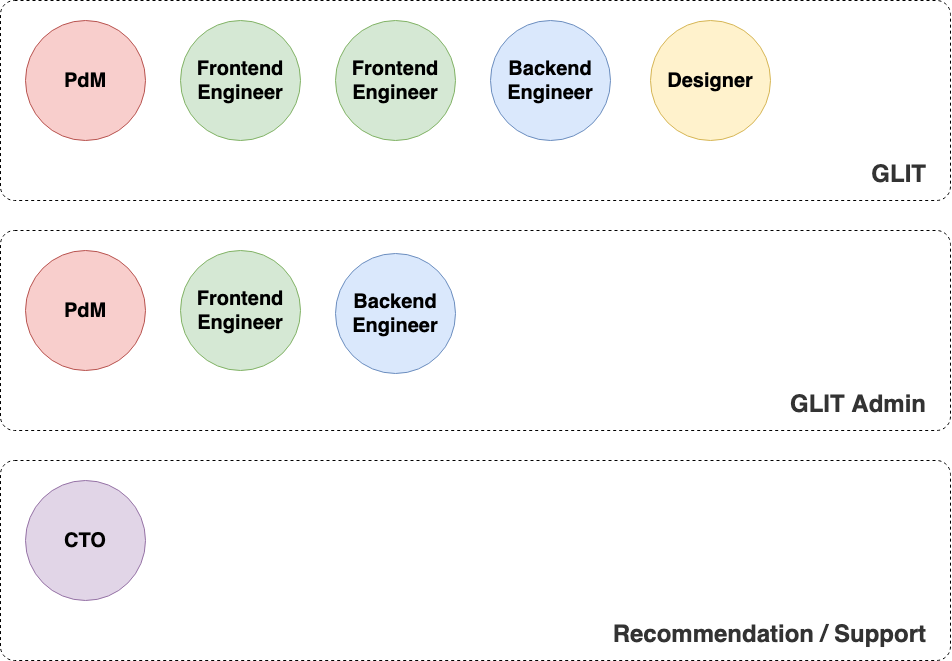 PdM
Frontend
Engineer
Frontend
Engineer
Backend
Engineer
Designer
GLIT
PdM
Frontend
Engineer
Backend
Engineer
GLIT Admin
CTO
Recommendation / Support